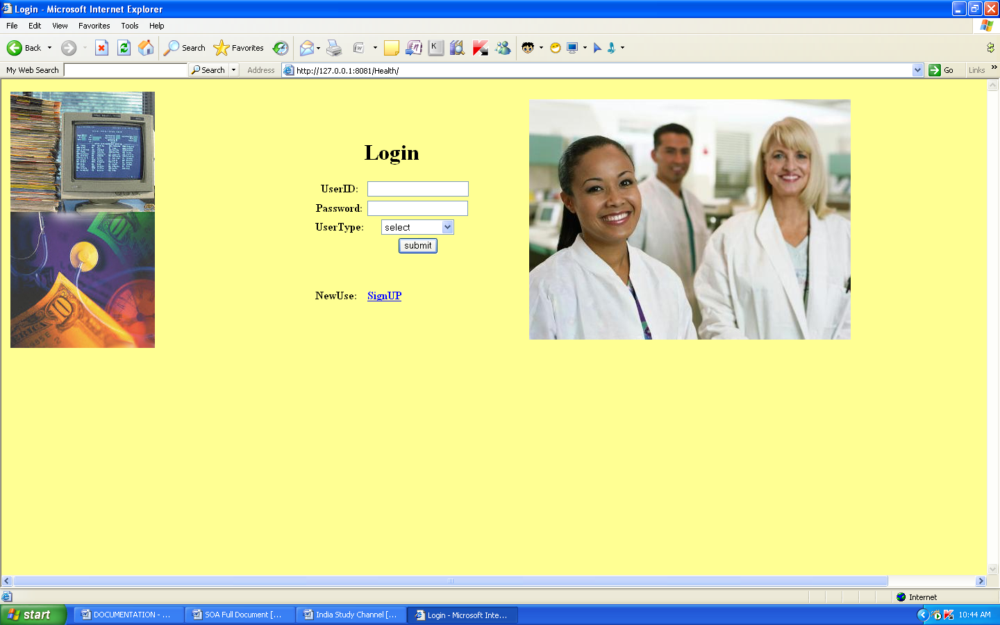 Login - Microsoft Internet Explorer
File Edit View Favorites Tools Help
Back Search Favorites
My Web Search Search Address http://127.0.0.1:8081/Health/ Go Links »
Login
UserID:
Password:
UserType: select
submit
NewUse: SignUP
Internet
start DOCUMENTATION - ... SOA Full Document [... India Study Channel [... Login - Microsoft Inte... 10:44 AM